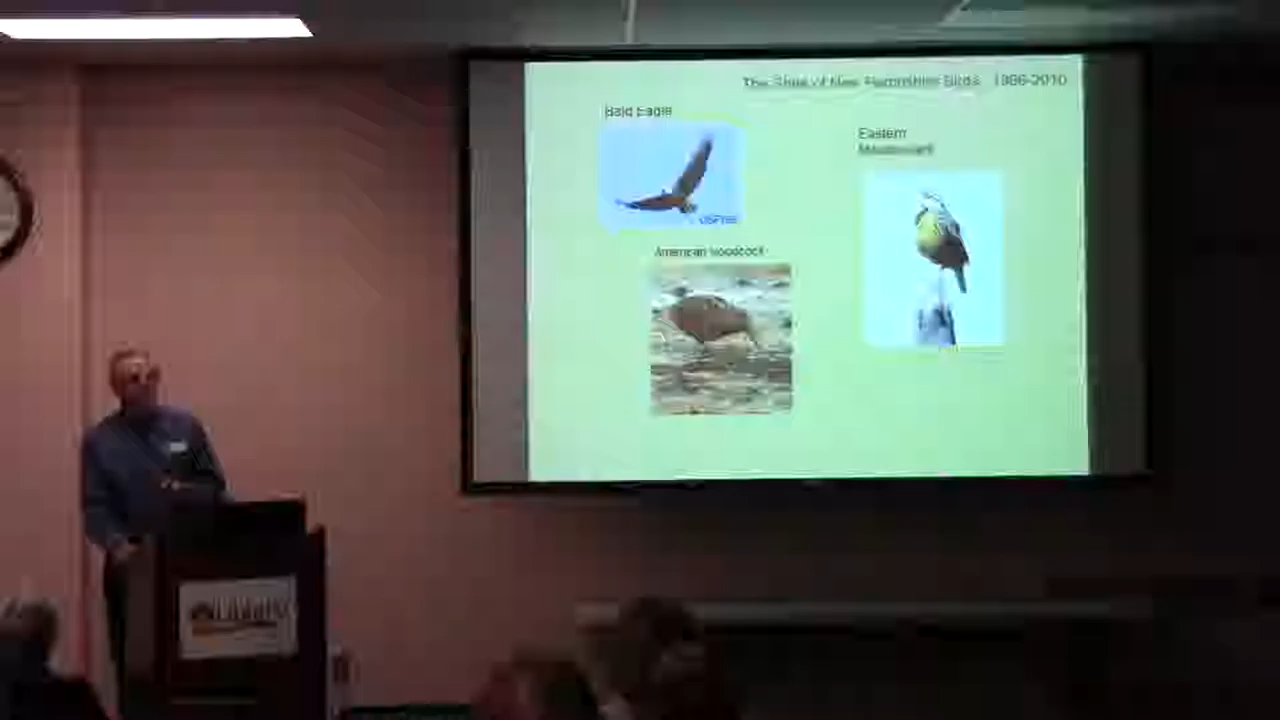 The State of New Hampshire Birds 1986-2010
Bald Eagle
Eastern
Meadowlark
American woodcock